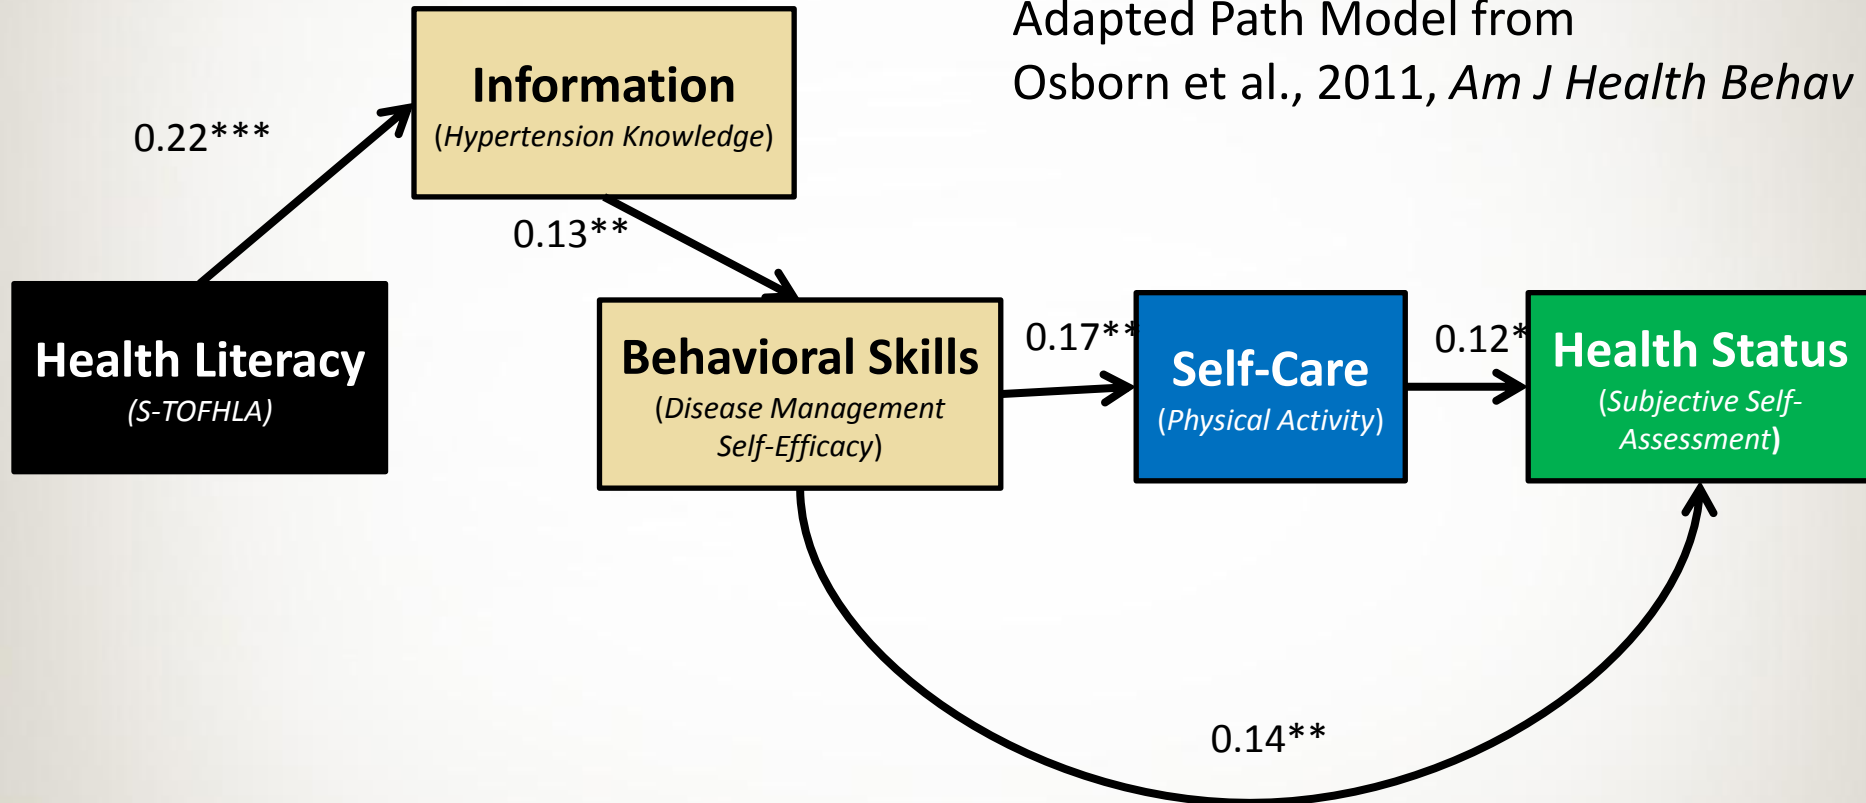 Adapted Path Model from
Osborn et al., 2011, Am J Health Behav
Information
(Hypertension Knowledge)
0.22***
0.13**
Health Literacy
(S-TOFHLA)
Behavioral Skills
(Disease Management
Self-Efficacy)
0.17**
Self-Care
(Physical Activity)
0.12*
Health Status
(Subjective Self-
Assessment)
0.14**